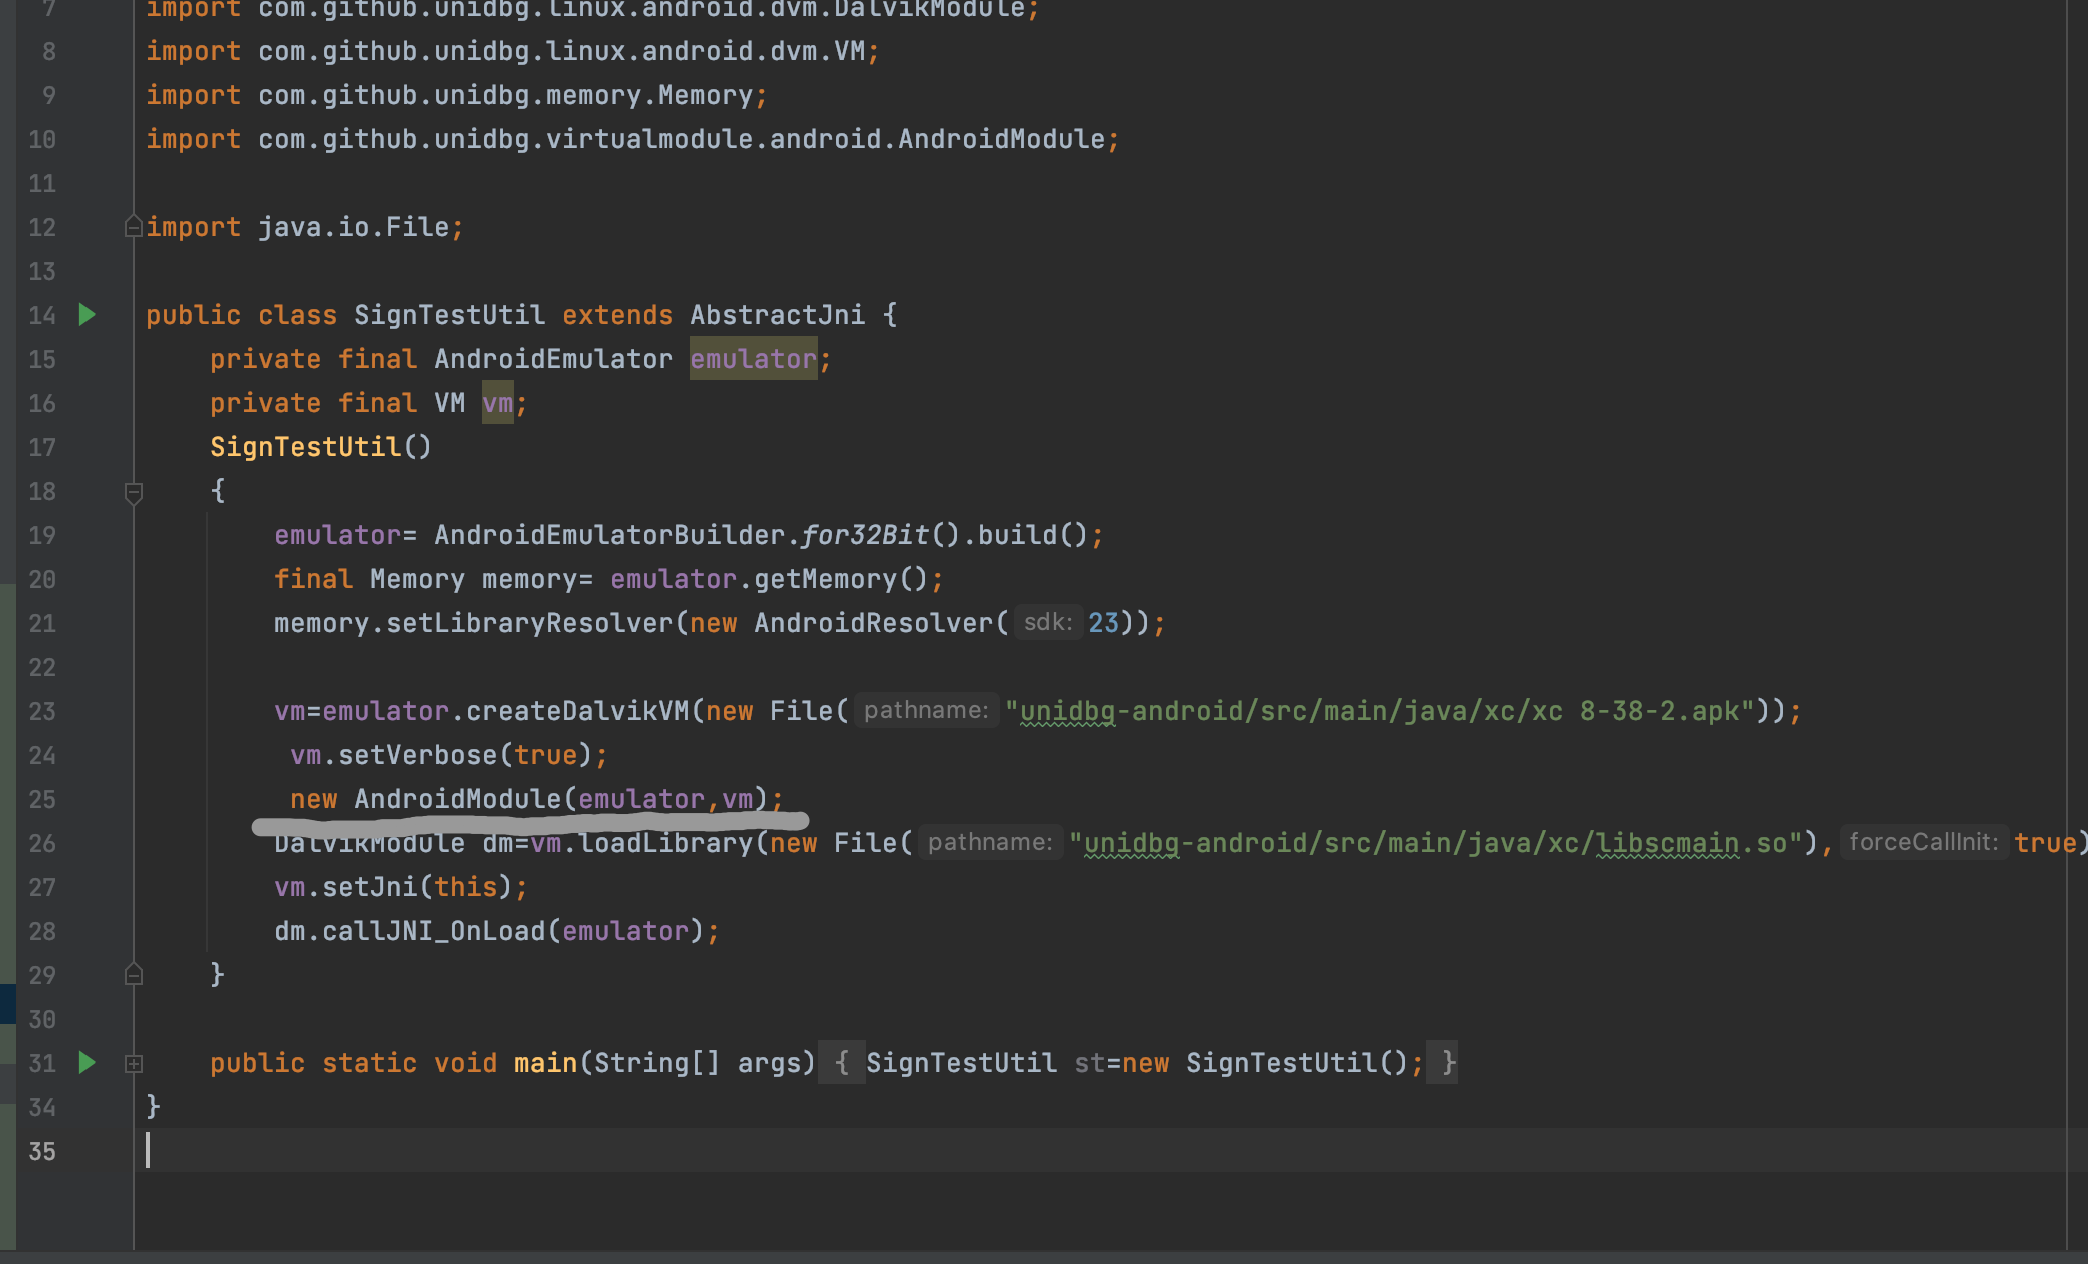 7 import com.github.unidbg.linux.android.dvm.DalvikModule;
8 import com.github.unidbg.linux.android.dvm.VM;
9 import com.github.unidbg.memory.Memory;
10 import com.github.unidbg.virtualmodule.android.AndroidModule;
11
12 import java.io.File;
13
14 public class SignTestUtil extends AbstractJni {
15 private final AndroidEmulator emulator;
16 private final VM vm;
17 SignTestUtil()
18 {
19 emulator= AndroidEmulatorBuilder.for32Bit().build();
20 final Memory memory= emulator.getMemory();
21 memory.setLibraryResolver(new AndroidResolver( sdk: 23));
22
23 vm=emulator.createDalvikVM(new File( pathname: "unidbg-android/src/main/java/xc/xc 8-38-2.apk"));
24 vm.setVerbose(true);
25 new AndroidModule(emulator,vm);
26 DalvikModule dm=vm.loadLibrary(new File( pathname: "unidbg-android/src/main/java/xc/libscmain.so"), forceCallInit: true)
27 vm.setJni(this);
28 dm.callJNI_OnLoad(emulator);
29 }
30
31 public static void main(String[] args) { SignTestUtil st=new SignTestUtil(); }
34 }
35